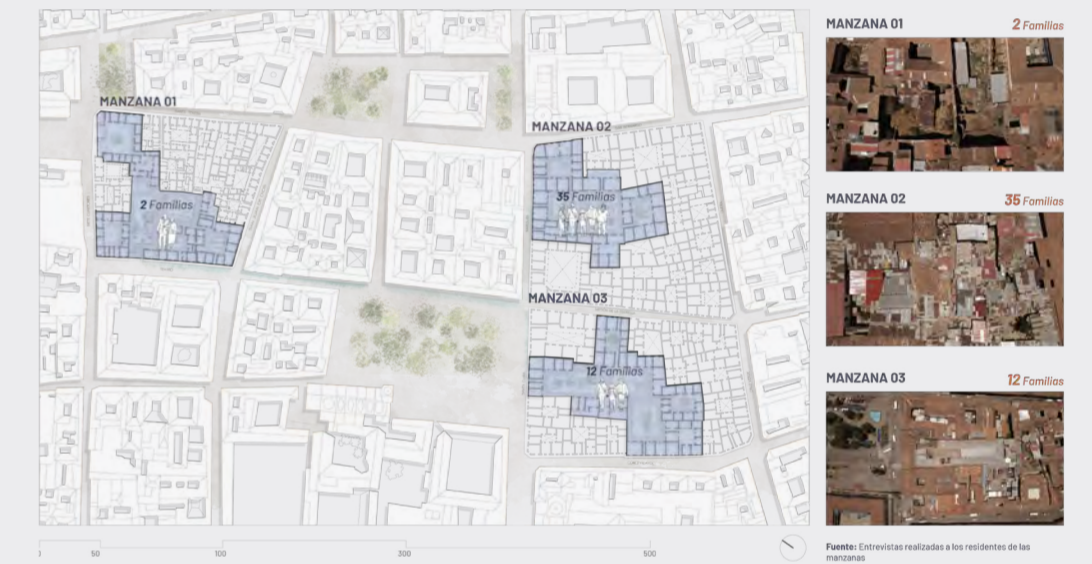 MANZANA 01
2 Familias
MANZANA 02
35 Familias
MANZANA 03
12 Familias
50
100
300
500
MANZANA 01
2 Familias
MANZANA 02
35 Familias
MANZANA 03
12 Familias
Fuente: Entrevistas realizadas a los residentes de las
manzanas